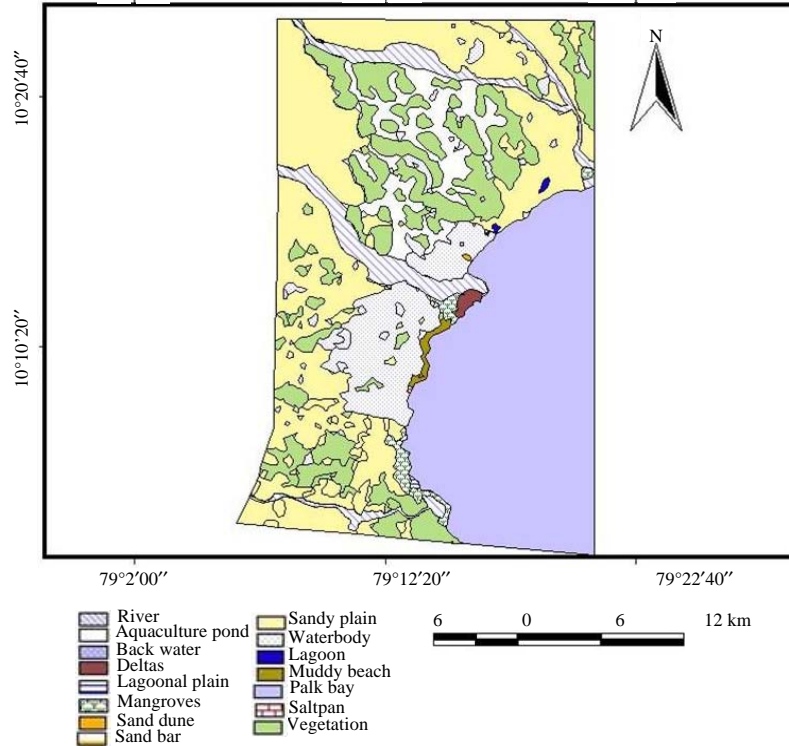 N
10°20′40″
10°10′20″
79°2′00″
79°12′20″
79°22′40″
River
Aquaculture pond
Back water
Deltas
Lagoonal plain
Mangroves
Sand dune
Sand bar
Sandy plain
Waterbody
Lagoon
Muddy beach
Palk bay
Saltpan
Vegetation
6 0 6 12 km